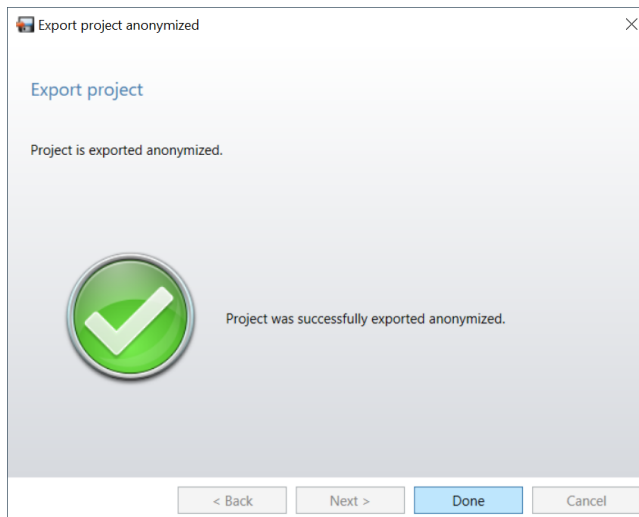 Export project anonymized
Export project
Project is exported anonymized.
Project was successfully exported anonymized.
< Back Next > Done Cancel